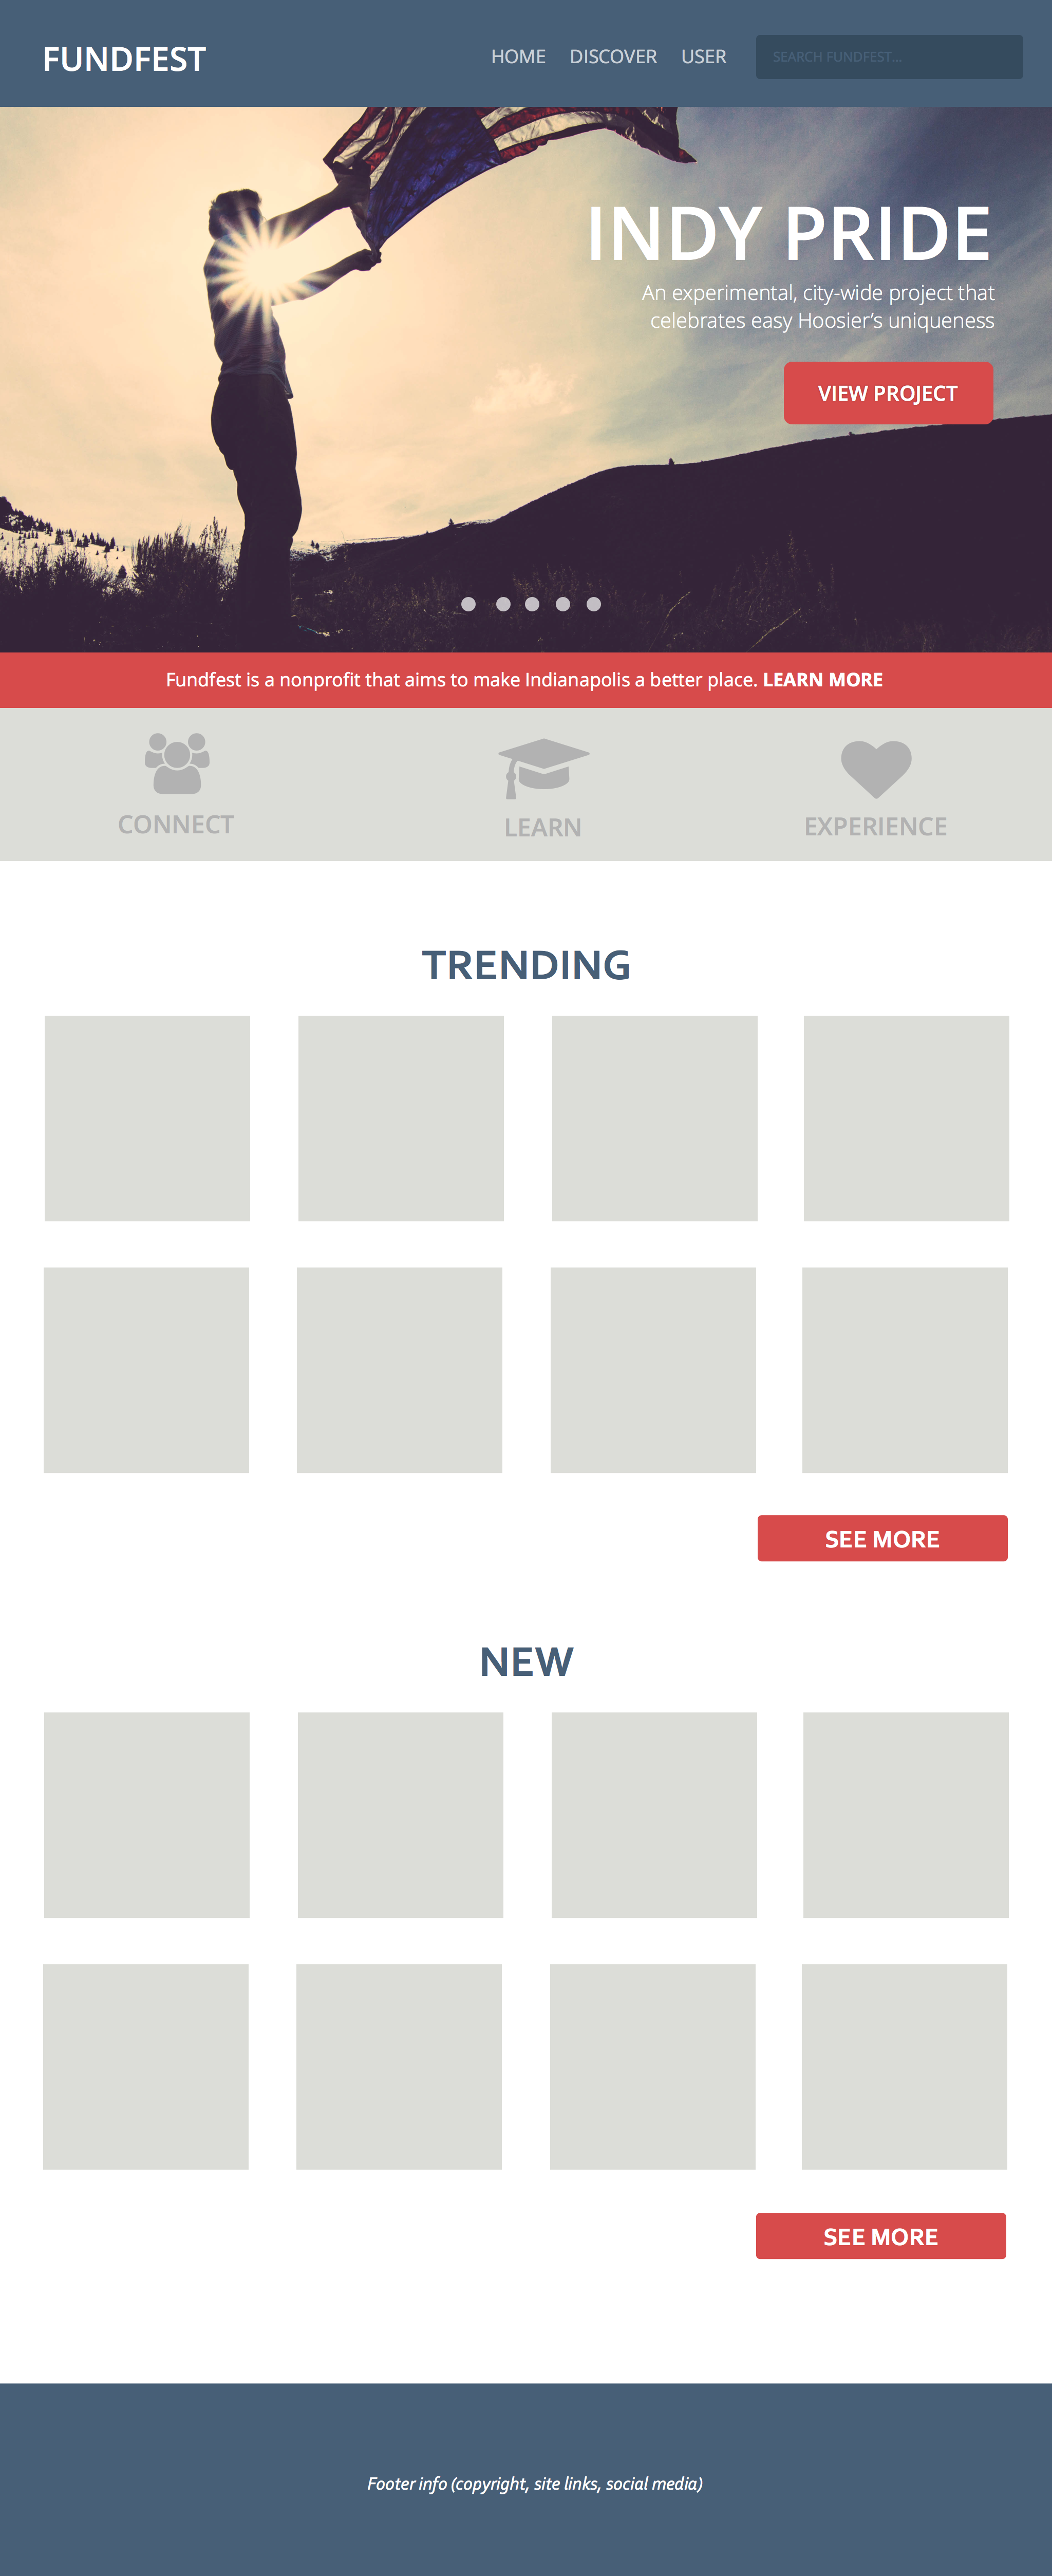 FUNDFEST
HOME DISCOVER USER SEARCH FUNDFEST...
INDY PRIDE
An experimental, city-wide project that
celebrates easy Hoosier’s uniqueness
VIEW PROJECT
Fundfest is a nonprofit that aims to make Indianapolis a better place. LEARN MORE
CONNECT
LEARN
EXPERIENCE
TRENDING
SEE MORE
NEW
SEE MORE
Footer info (copyright, site links, social media)